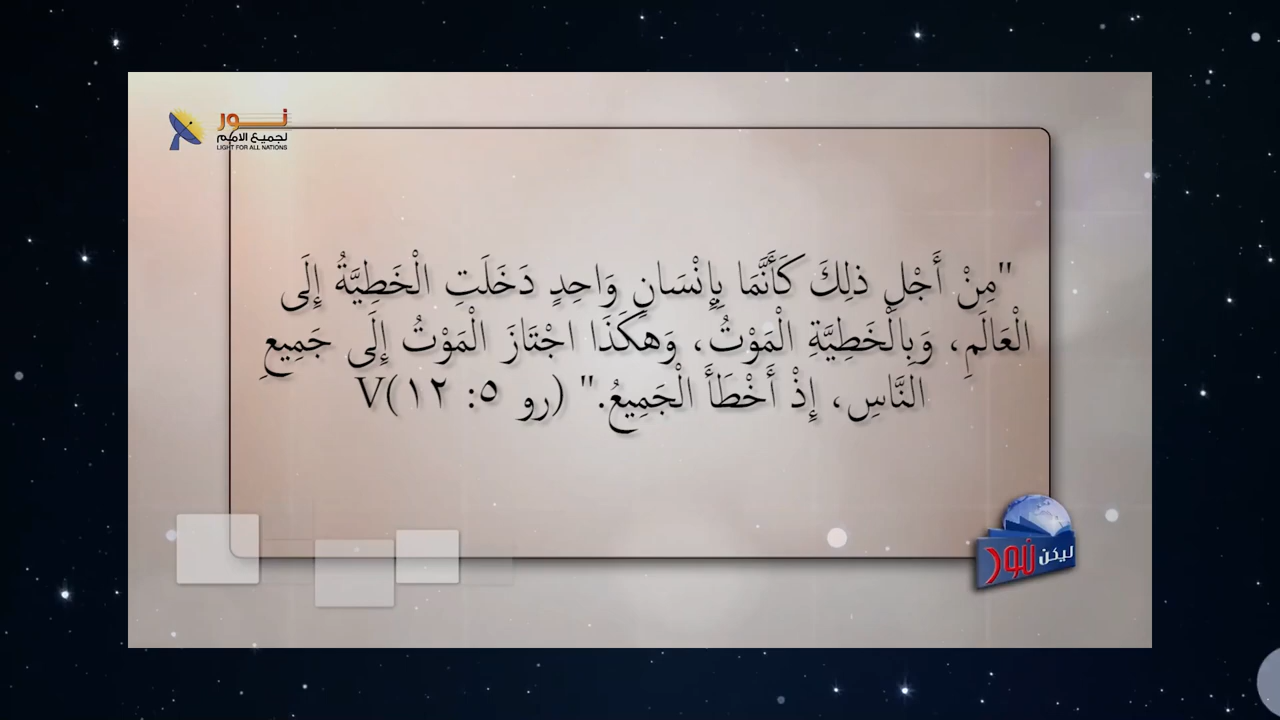 نور
لجميع الامم
LIGHT FOR ALL NATIONS
"مِنْ أَجْلِ ذلِكَ كَأَنَّمَا بِإِنْسَانٍ وَاحِدٍ دَخَلَتِ الْخَطِيَّةُ إِلَى
الْعَالَمِ، وَبِالْخَطِيَّةِ الْمَوْتُ، وَهكَذَا اجْتَازَ الْمَوْتُ إِلَى جَمِيعِ
النَّاسِ، إِذْ أَخْطَأَ الْجَمِيعُ." (رو ٥: ١٢)V
ليكن نور